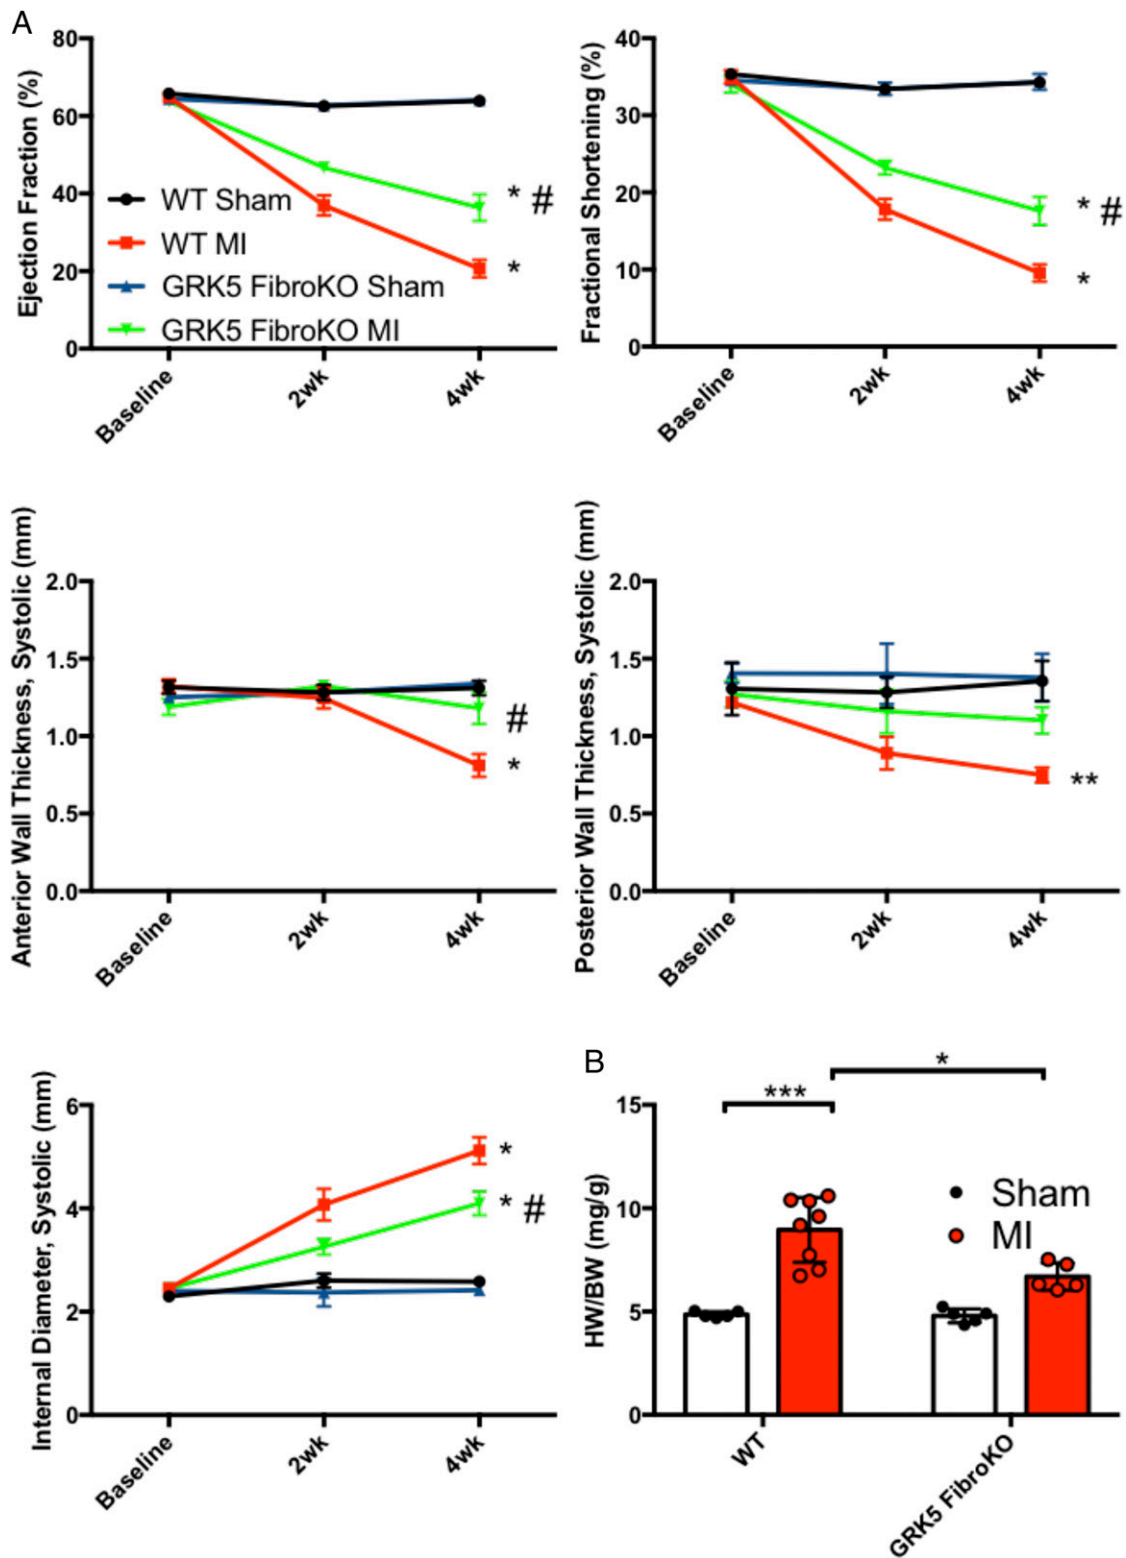 A
Ejection Fraction (%)
80
60
40
20
0
WT Sham
WT MI
GRK5 FibroKO Sham
GRK5 FibroKO MI
* #
*
Baseline
2wk
4wk
Fractional Shortening (%)
40
30
20
10
0
* #
*
Baseline
2wk
4wk
Anterior Wall Thickness, Systolic (mm)
2.0
1.5
1.0
0.5
0.0
#
*
Baseline
2wk
4wk
Posterior Wall Thickness, Systolic (mm)
2.0
1.5
1.0
0.5
0.0
**
Baseline
2wk
4wk
Internal Diameter, Systolic (mm)
6
4
2
0
*
* #
Baseline
2wk
4wk
B
HW/BW (mg/g)
15
10
5
0
***
*
Sham
MI
WT
GRK5 FibroKO